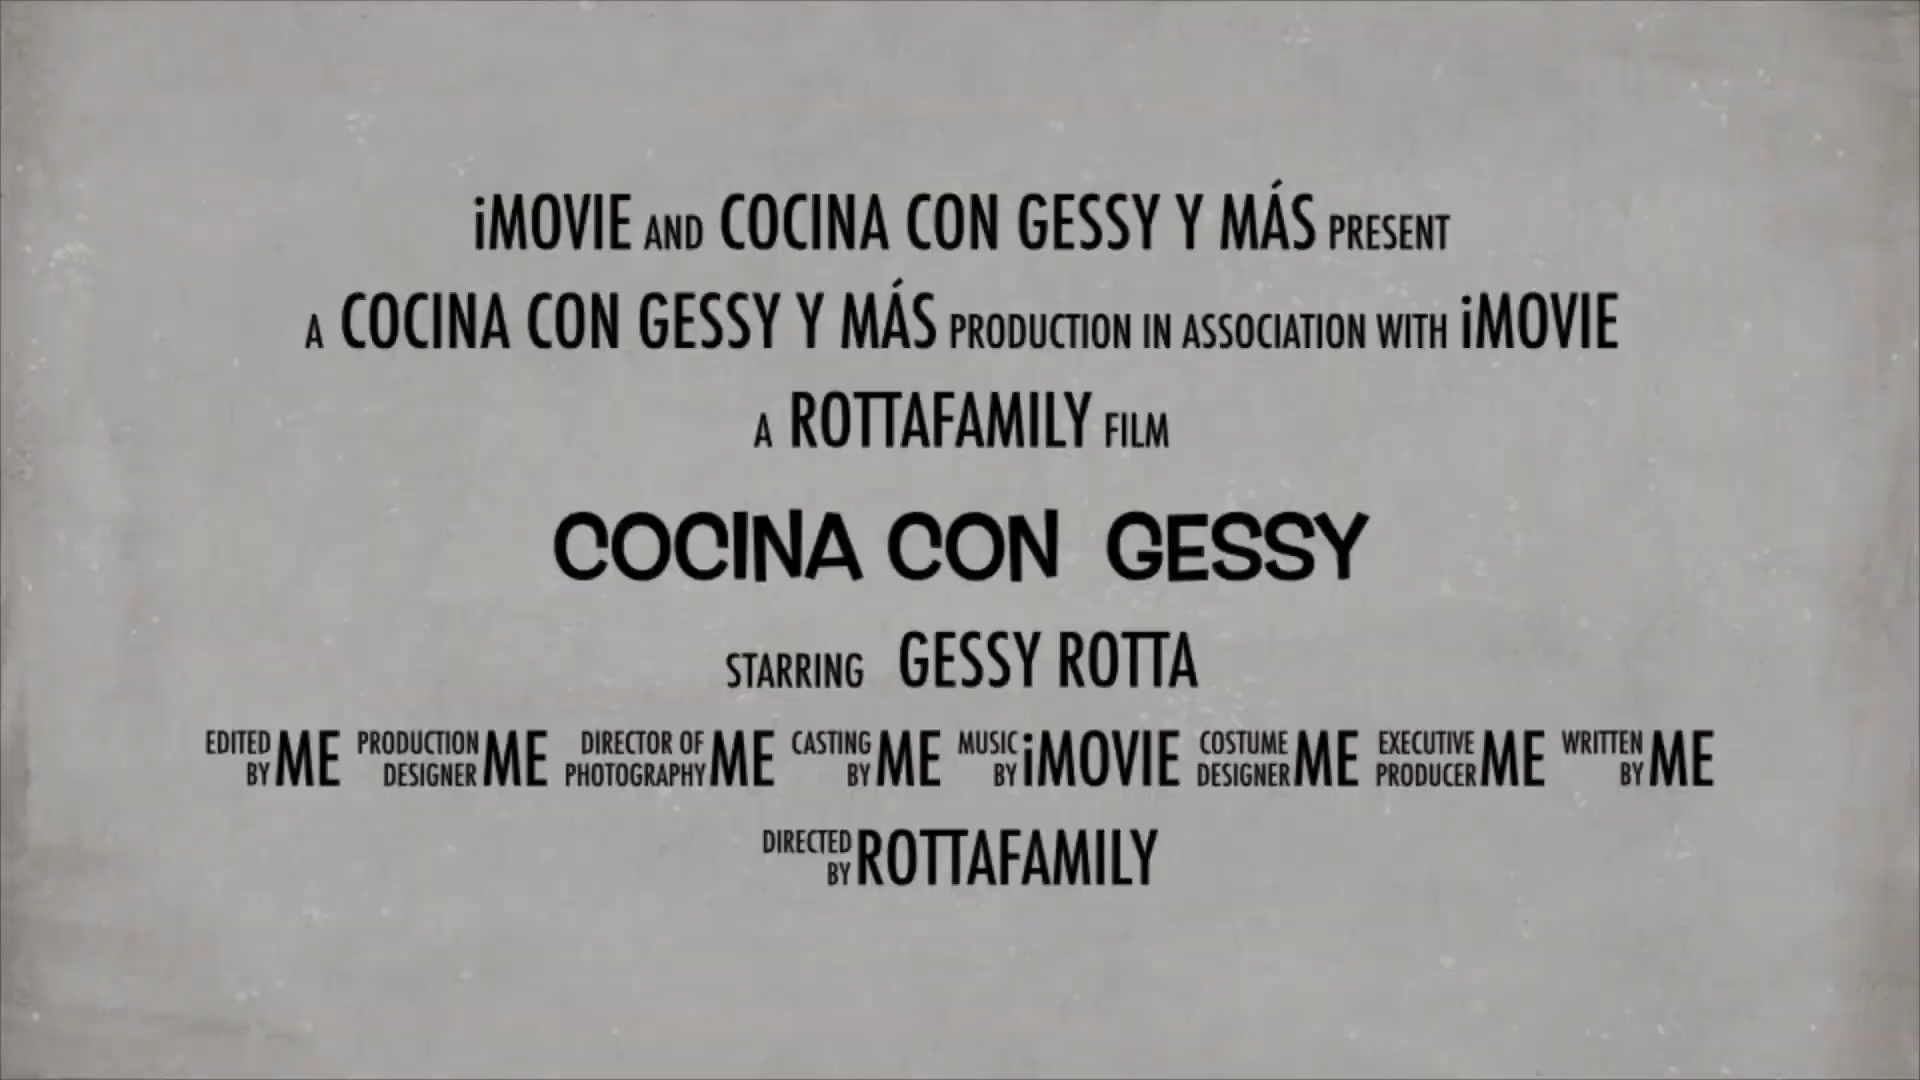 iMOVIE AND COCINA CON GESSY Y MÁS PRESENT
A COCINA CON GESSY Y MÁS PRODUCTION IN ASSOCIATION WITH iMOVIE
A ROTTAFAMILY FILM
COCINA CON GESSY
STARRING GESSY ROTTA
EDITED BY ME PRODUCTION DESIGNER ME DIRECTOR OF PHOTOGRAPHY ME CASTING BY ME MUSIC BY iMOVIE COSTUME DESIGNER ME EXECUTIVE PRODUCER ME WRITTEN BY ME
DIRECTED BY ROTTAFAMILY